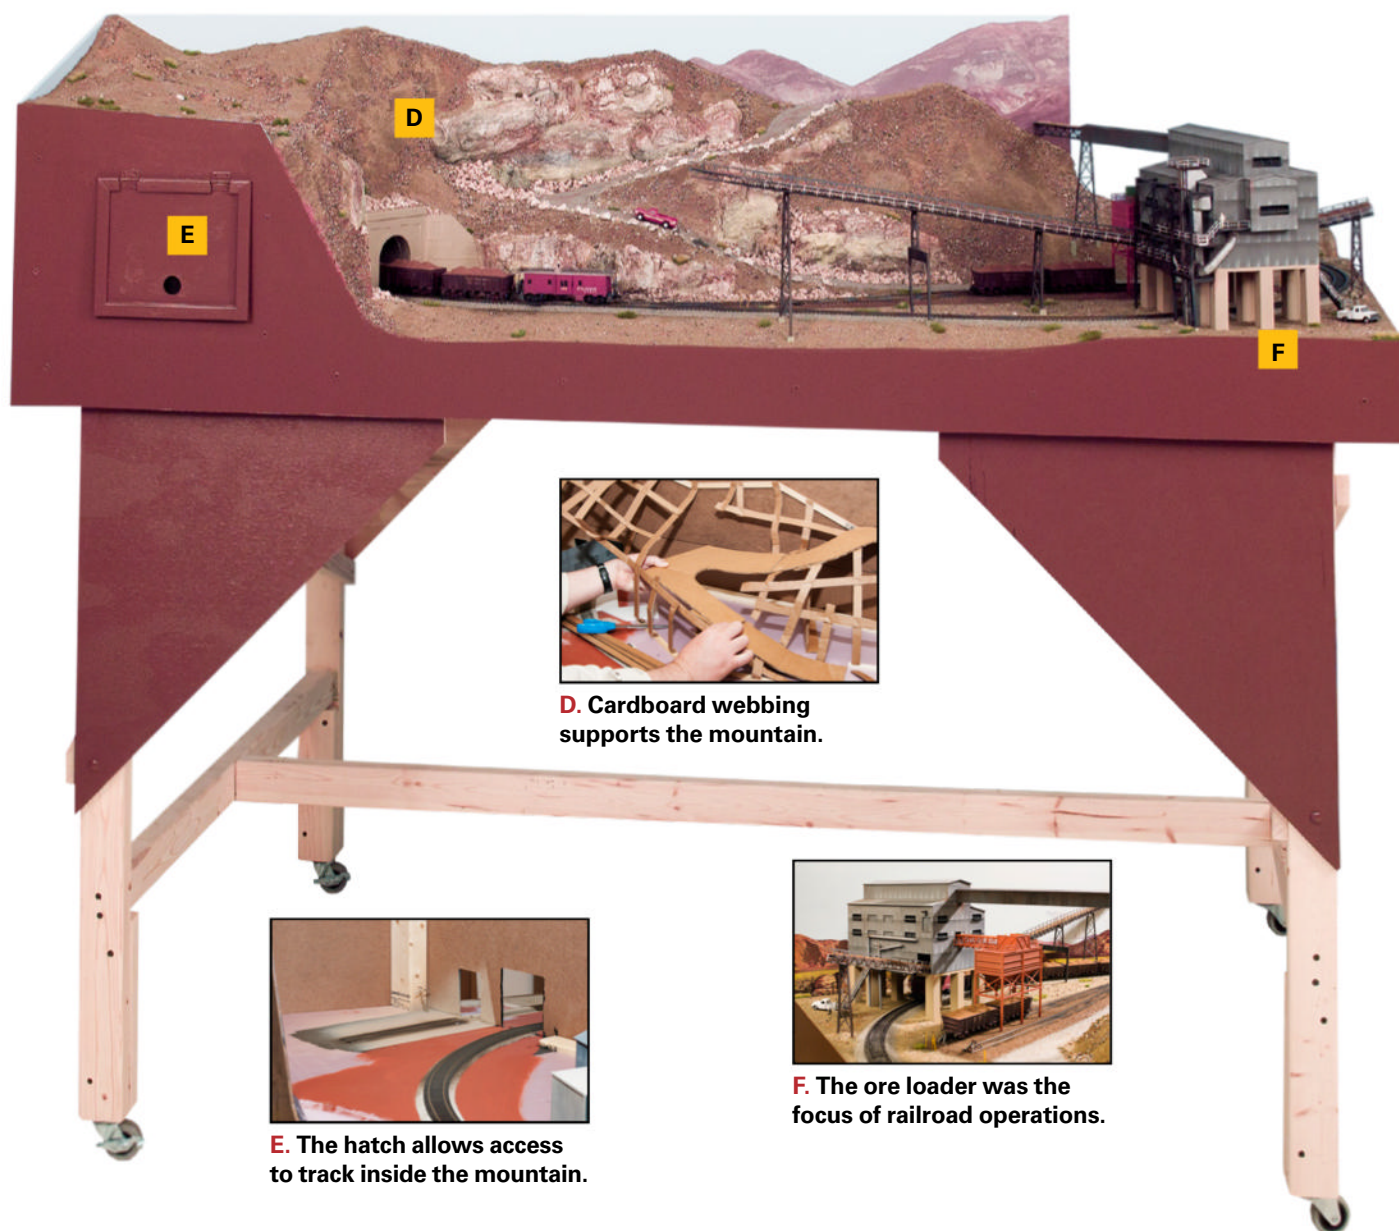 D
E
F
D. Cardboard webbing
supports the mountain.
E. The hatch allows access
to track inside the mountain.
F. The ore loader was the
focus of railroad operations.